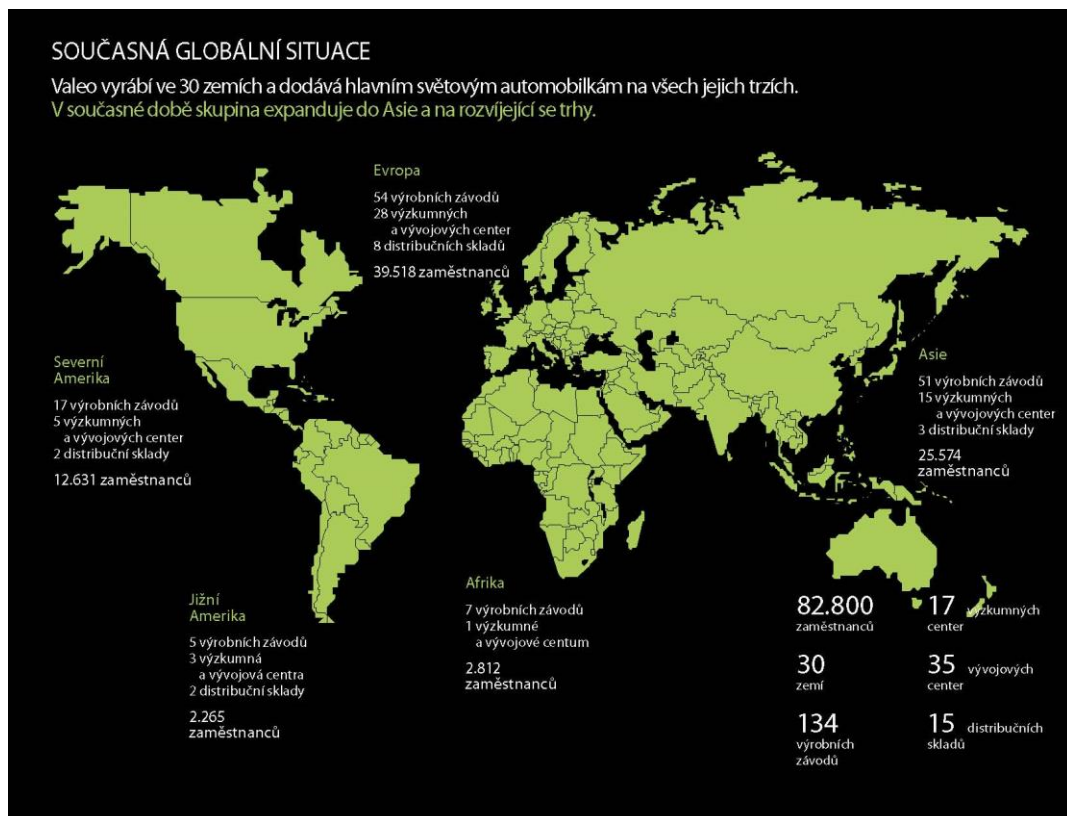 SOUČASNÁ GLOBÁLNÍ SITUACE
Valeo vyrábí ve 30 zemích a dodává hlavním světovým automobilkám na všech jejich trzích.
V současné době skupina expanduje do Asie a na rozvíjející se trhy.
Evropa
54 výrobních závodů
28 výzkumných
a vývojových center
8 distribučních skladů
39.518 zaměstnanců
Severní
Amerika
17 výrobních závodů
5 výzkumných
a vývojových center
2 distribuční sklady
12.631 zaměstnanců
Asie
51 výrobních závodů
15 výzkumných
a vývojových center
3 distribuční sklady
25.574
zaměstnanců
Jižní
Amerika
5 výrobních závodů
3 výzkumná
a vývojová centra
2 distribuční sklady
2.265
zaměstnanců
Afrika
7 výrobních závodů
1 výzkumné
a vývojové centum
2.812
zaměstnanců
82.800
zaměstnanců
17 výzkumných
center
30
zemí
35 vývojových
center
134
výrobních
závodů
15 distribučních
skladů